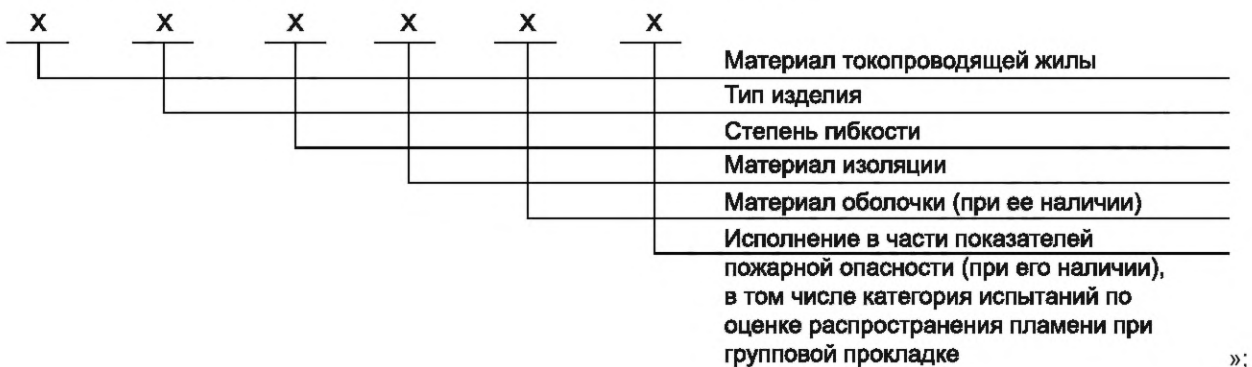 X X X X X X
Материал токопроводящей жилы
Тип изделия
Степень гибкости
Материал изоляции
Материал оболочки (при ее наличии)
Исполнение в части показателей
пожарной опасности (при его наличии),
в том числе категория испытаний по
оценке распространения пламени при
групповой прокладке »;